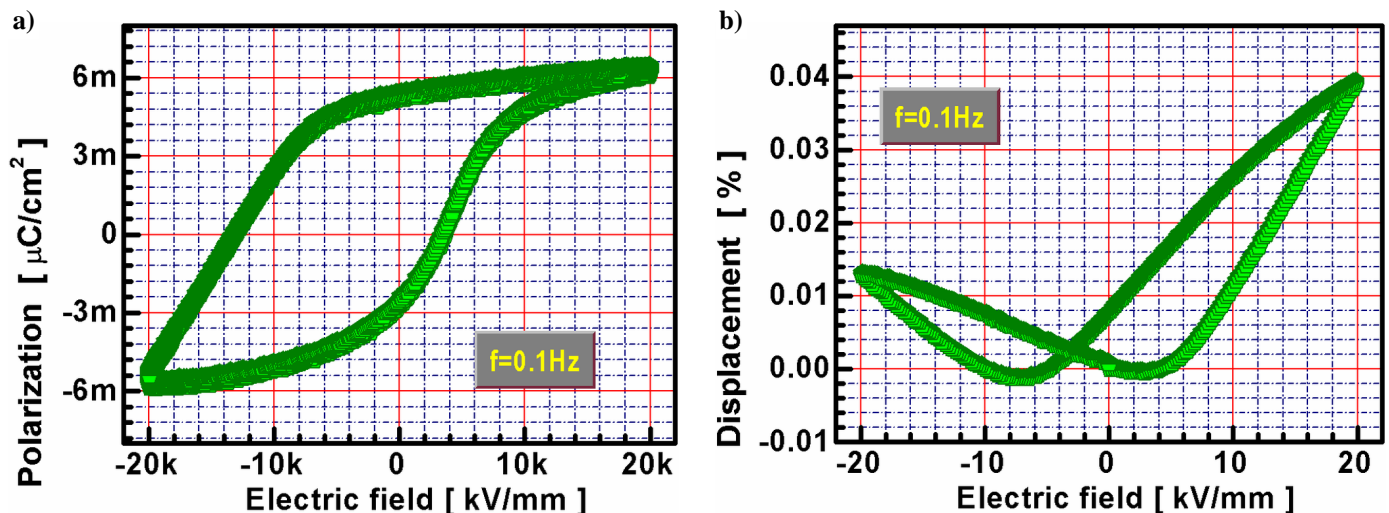 a)
Polarization [ μC/cm²]
6m
3m
0
-3m
-6m
f=0.1Hz
-20k -10k 0 10k 20k
Electric field [ kV/mm]
b)
Displacement [ % ]
0.04
0.03
0.02
0.01
0.00
-0.01
f=0.1Hz
-20 -10 0 10 20
Electric field [ kV/mm ]